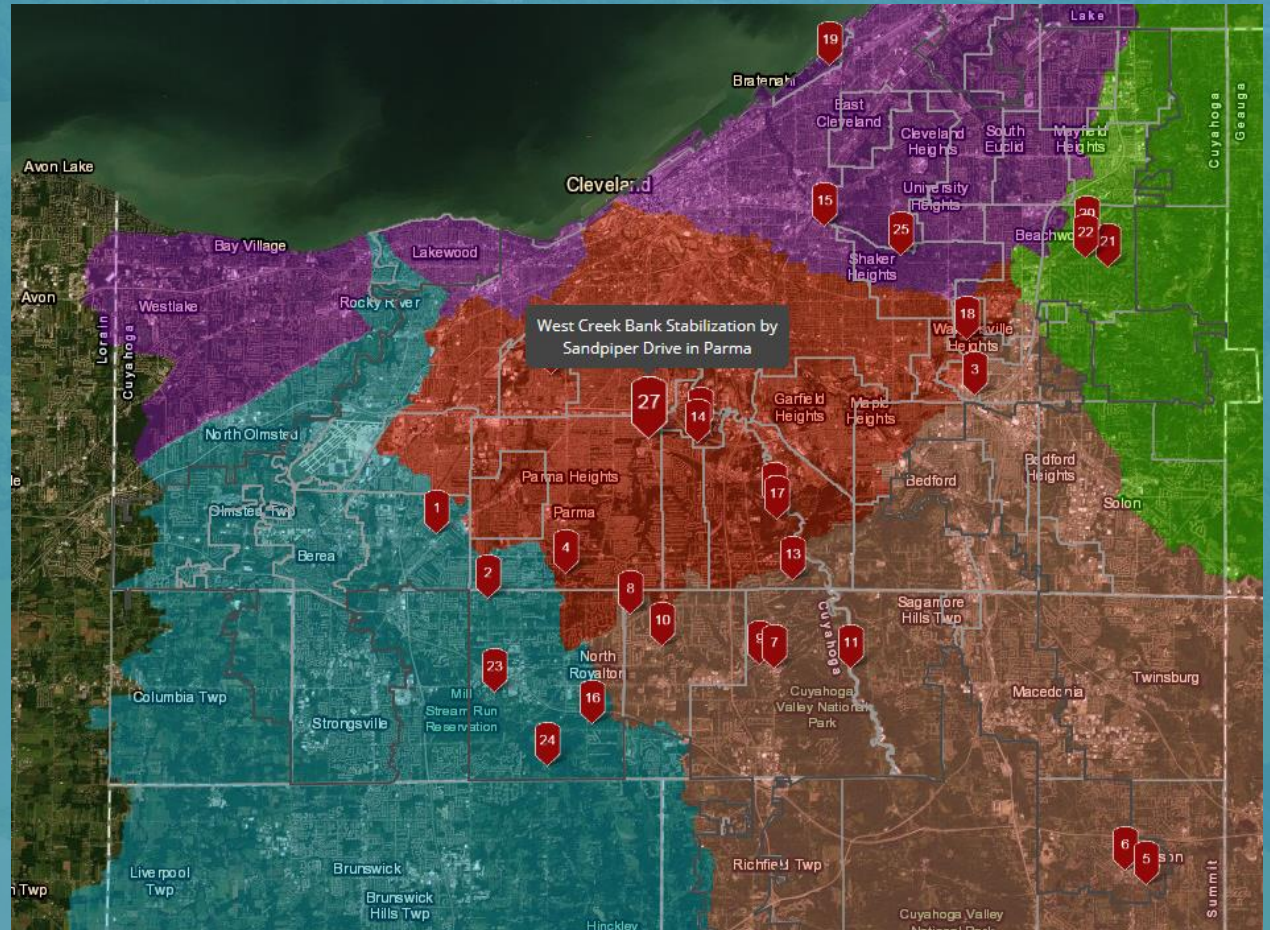 Lake
19
Bratenahl
East
Cleveland
Cleveland
Heights
South
Euclid
Mayfield
Heights
Cuyahoga
Geauga
Avon Lake
Cleveland
University
Heights
15
25
20
22
21
Bay Village
Lakewood
Shaker
Heights
Avon
Westlake
Rocky River
Lorain
Cuyahoga
West Creek Bank Stabilization by
Sandpiper Drive in Parma
18
Heights
3
27
14
Garfield
Heights
Maple
Heights
North Olmsted
Parma Heights
Bedford
Bedford
Heights
Solon
1
Olmsted Twp
Parma
17
Berea
4
13
2
8
Sagamore
Hills Twp
10
9
7
11
Cuyahoga
23
North
Royalton
Columbia Twp
Mill
Stream Run
Reservation
16
Cuyahoga
Valley National
Park
Macedonia
Twinsburg
Strongsville
24
Liverpool
Twp
Brunswick
Richfield Twp
6
5
son
Summit
Twp
Brunswick
Hills Twp
Hinckley
Cuyahoga Valley
National Park